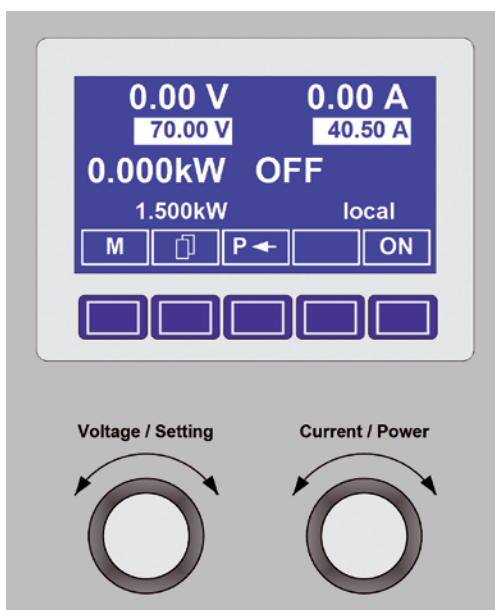 0.00 V 0.00 A
70.00 V 40.50 A
0.000kW OFF
1.500kW local
M P ON
Voltage / Setting Current / Power